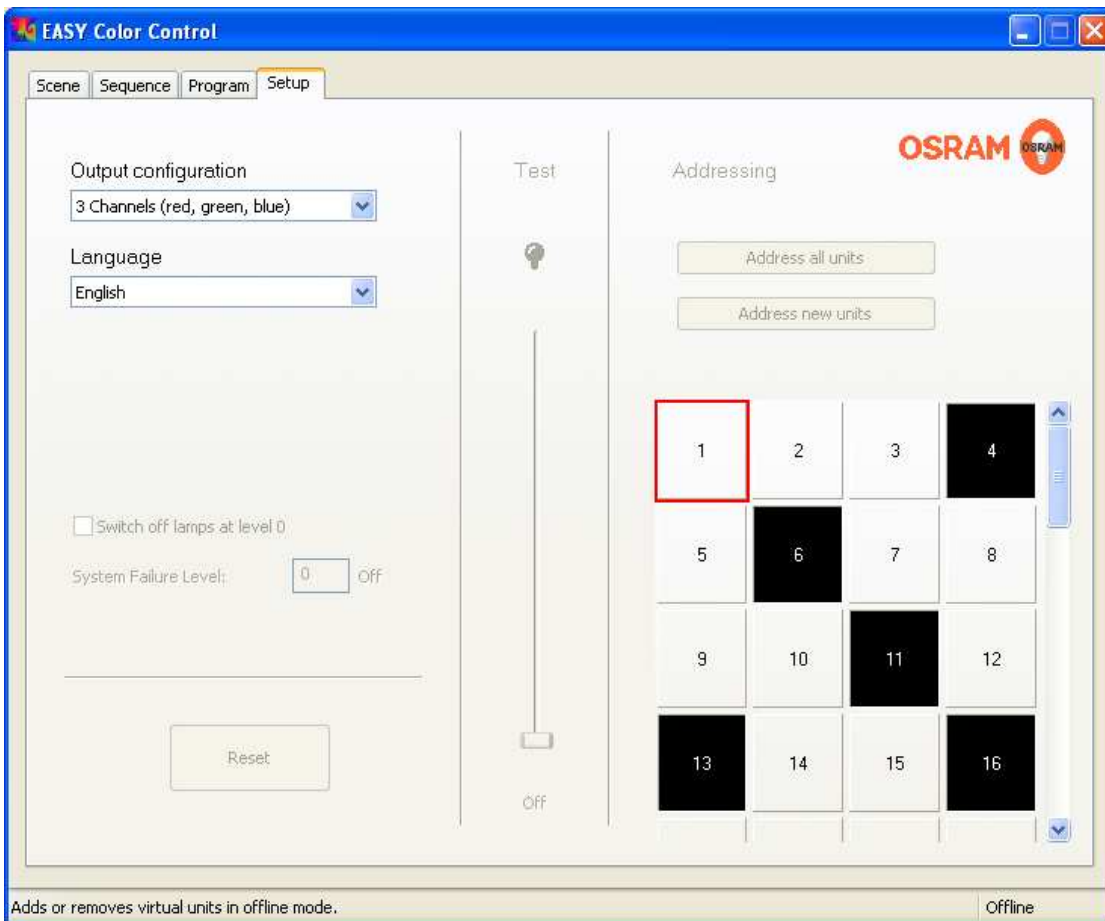 EASY Color Control
Scene
Sequence
Program
Setup
OSRAM OSRAM
Output configuration
3 Channels (red, green, blue)
Language
English
Switch off lamps at level 0
System Failure Level: 0 Off
Reset
Test
Off
Addressing
Address all units
Address new units
1 2 3 4
5 6 7 8
9 10 11 12
13 14 15 16
Adds or removes virtual units in offline mode.
Offline